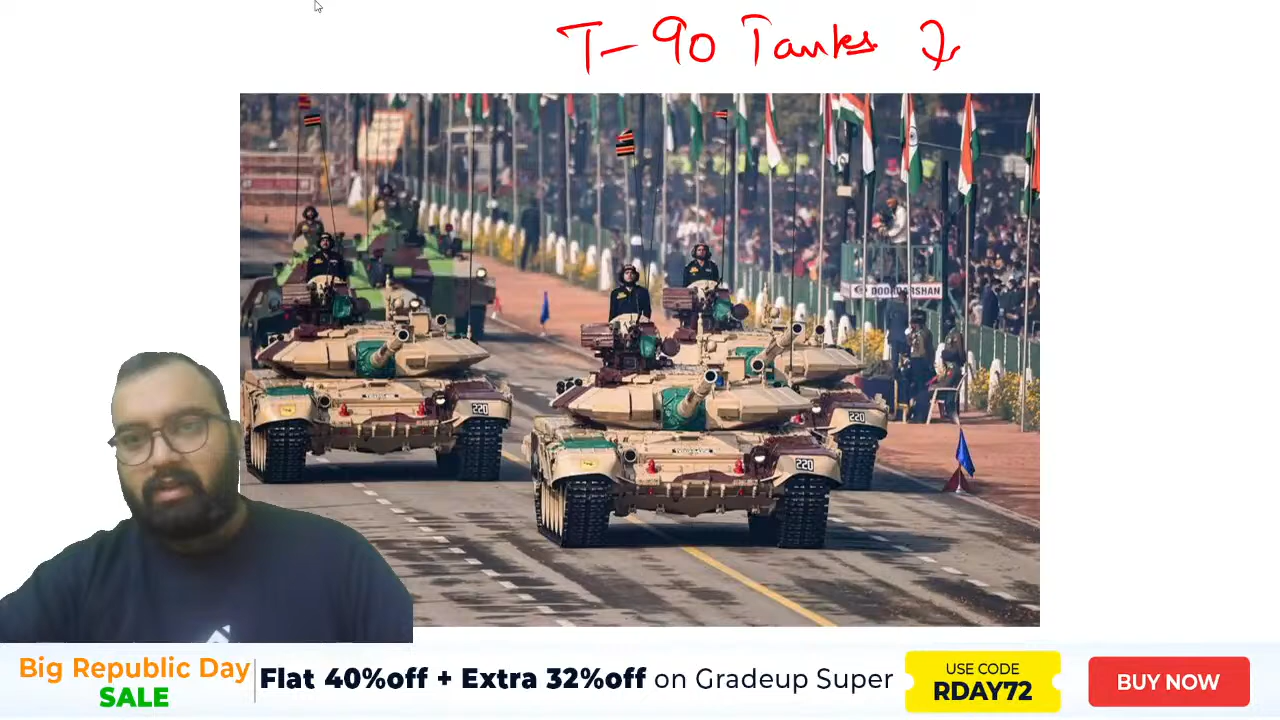 T-90 Tanks
DOORDARSHAN
220
220
220
Big Republic Day
SALE
Flat 40%off + Extra 32%off on Gradeup Super
USE CODE
RDAY72
BUY NOW